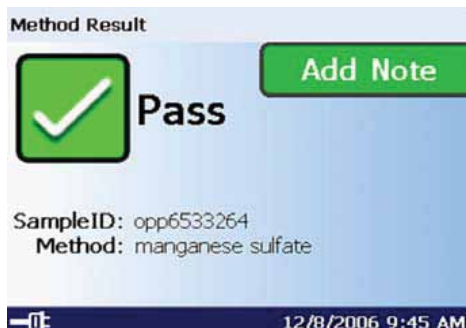 Method Result
Add Note
Pass
SampleID: opp6533264
Method: manganese sulfate
12/8/2006 9:45 AM